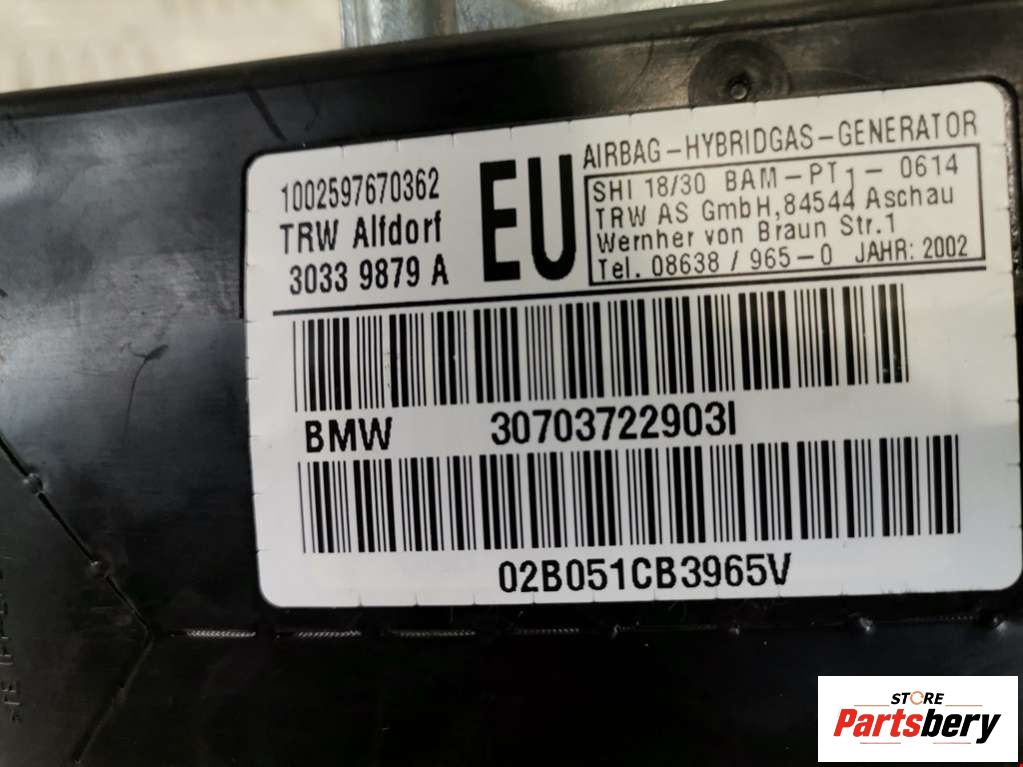 1002597670362
TRW Alfdorf
3033 9879 A
EU
AIRBAG-HYBRIDGAS-GENERATOR
SHI 18/30 BAM-PT1- 0614
TRW AS GmbH,84544 Aschau
Wernher von Braun Str.1
Tel. 08638 / 965-0 JAHR: 2002
BMW 30703722903I
02B051CB3965V
STORE
Partsbery